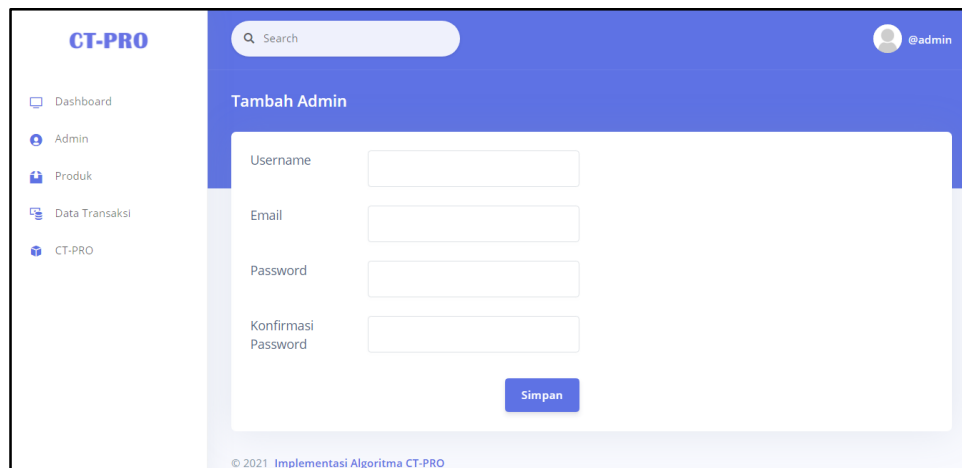 CT-PRO
Search
@admin
Dashboard
Admin
Produk
Data Transaksi
CT-PRO
Tambah Admin
Username
Email
Password
Konfirmasi
Password
Simpan
© 2021 Implementasi Algoritma CT-PRO